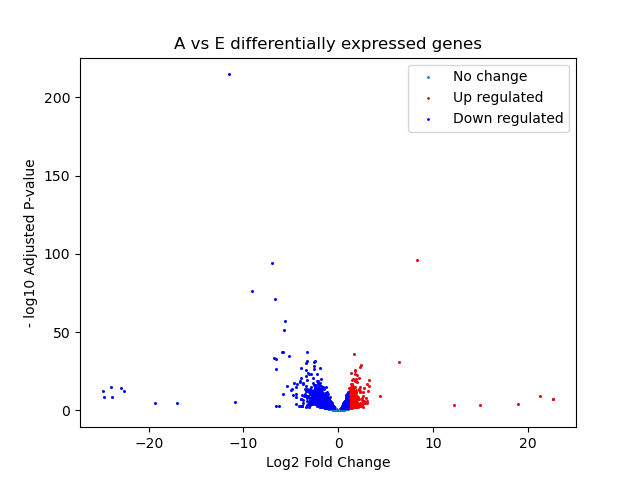 A vs E differentially expressed genes
No change
Up regulated
Down regulated
200
150
100
50
0
- log10 Adjusted P-value
−20
−10
0
10
20
Log2 Fold Change